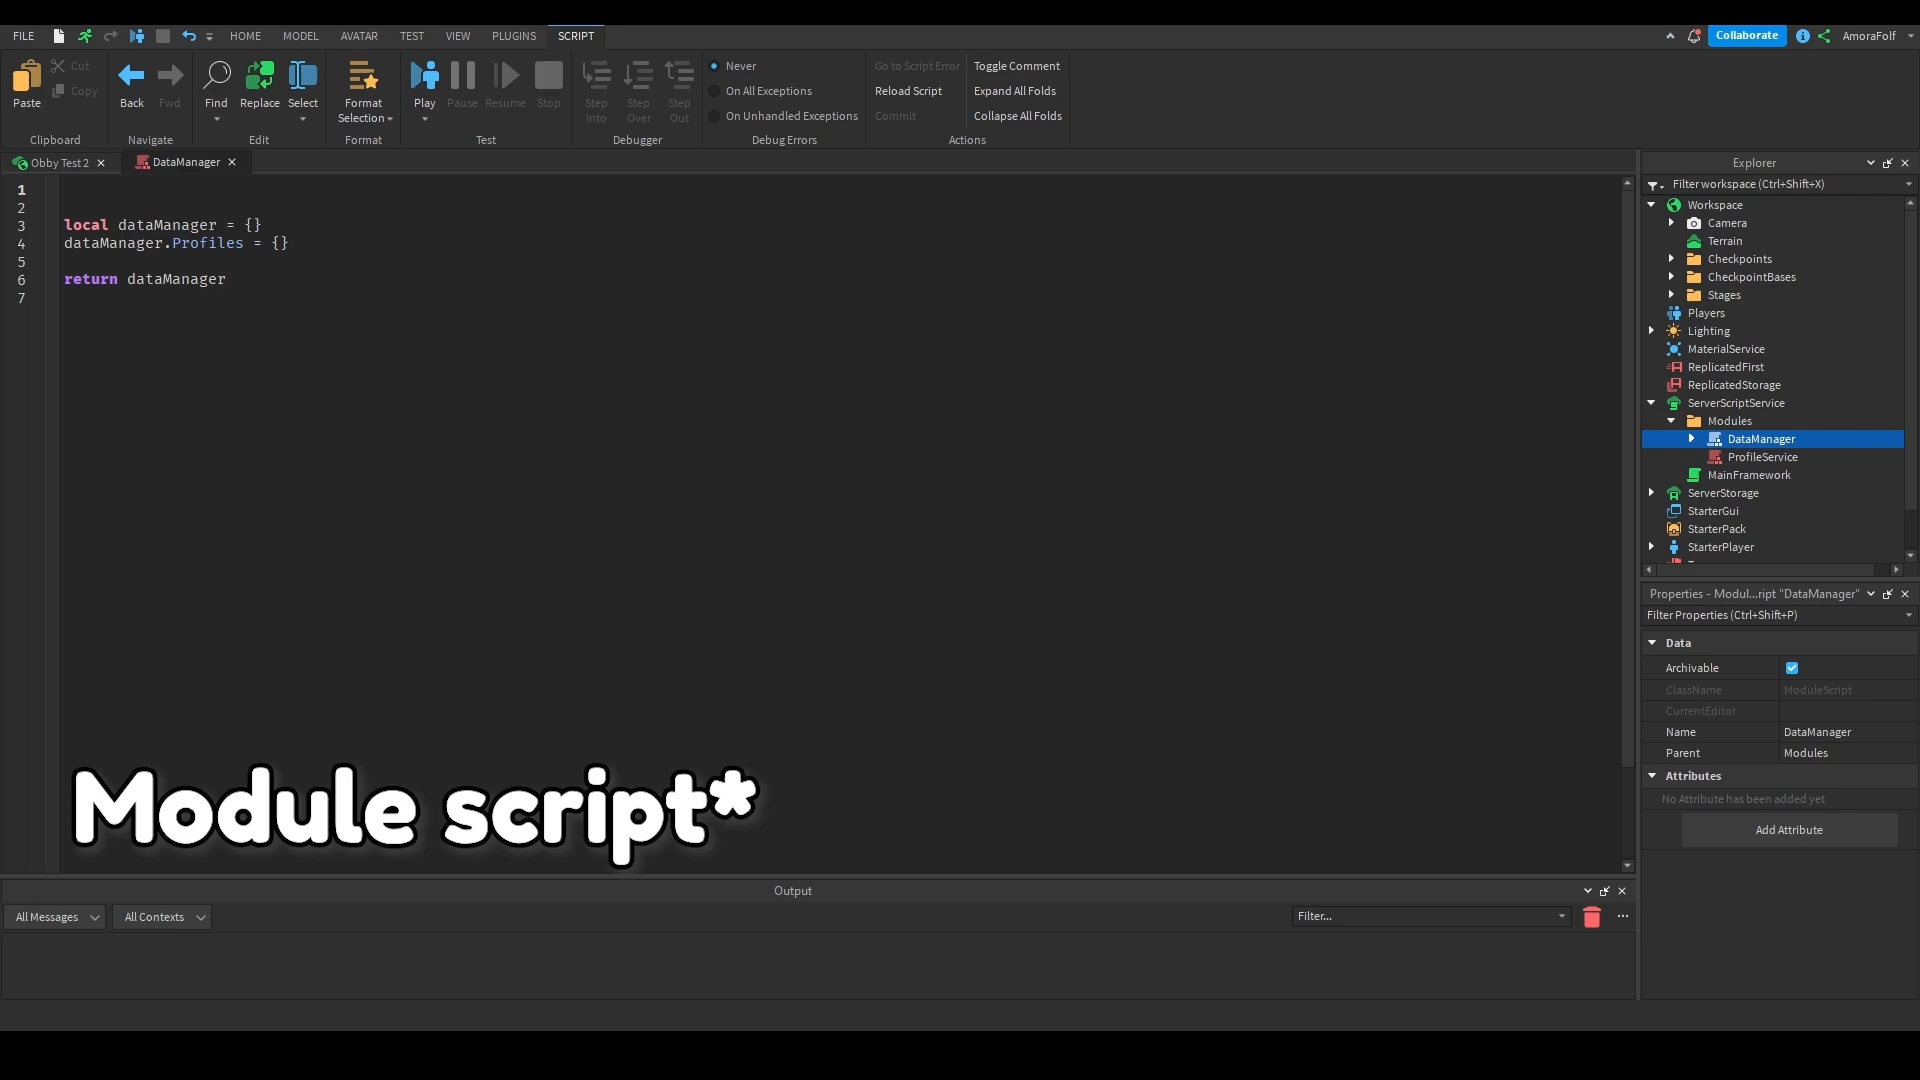 FILE HOME MODEL AVATAR TEST VIEW PLUGINS SCRIPT Collaborate AmoraFolf
Paste Cut Copy
Clipboard
Back Fwd
Navigate
Find Replace Select
Edit
Format
Selection
Format
Play Pause Resume Stop
Test
Step Into Step Over Step Out
Debugger
Never
On All Exceptions
On Unhandled Exceptions
Debug Errors
Go to Script Error Toggle Comment
Reload Script Expand All Folds
Commit Collapse All Folds
Actions
Obby Test 2 DataManager
1
2
3 local dataManager = {}
4 dataManager.Profiles = {}
5
6 return dataManager
7
Module script*
Output
All Messages All Contexts Filter...
Explorer
Filter workspace (Ctrl+Shift+X)
Workspace
Camera
Terrain
Checkpoints
CheckpointBases
Stages
Players
Lighting
MaterialService
ReplicatedFirst
ReplicatedStorage
ServerScriptService
Modules
DataManager
ProfileService
MainFramework
ServerStorage
StarterGui
StarterPack
StarterPlayer
Properties - Modul...ript "DataManager"
Filter Properties (Ctrl+Shift+P)
Data
Archivable
ClassName ModuleScript
CurrentEditor
Name DataManager
Parent Modules
Attributes
No Attribute has been added yet
Add Attribute